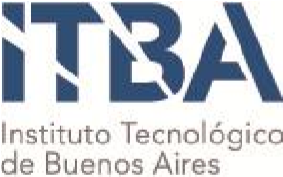 ITBA
Instituto Tecnológico
de Buenos Aires